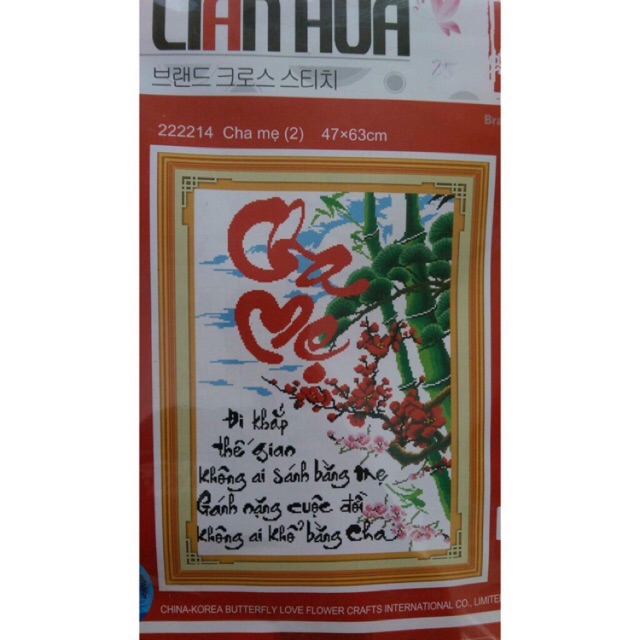 LIAN HUA
브랜드 크로스 스티치
25
222214 Cha mẹ (2) 47×63cm
Cha
Mẹ
Đi khắp
thế gian
không ai sánh bằng mẹ
Gánh nặng cuộc đời
không ai khổ bằng cha
CHINA-KOREA BUTTERFLY LOVE FLOWER CRAFTS INTERNATIONAL CO.,